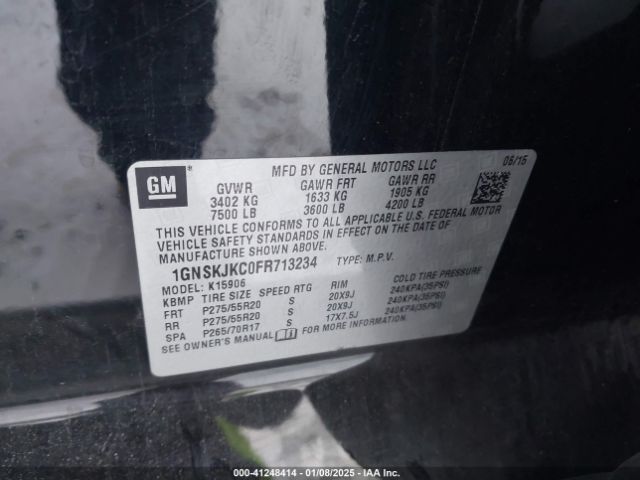 GM
MFD BY GENERAL MOTORS LLC 06/15
GVWR GAWR FRT GAWR RR
3402 KG 1633 KG 1905 KG
7500 LB 3600 LB 4200 LB
THIS VEHICLE CONFORMS TO ALL APPLICABLE U.S. FEDERAL MOTOR
VEHICLE SAFETY STANDARDS IN EFFECT ON THE DATE OF
MANUFACTURE SHOWN ABOVE.
1GNSKJKC0FR713234 TYPE: M.P.V.
MODEL: K15906
KBMP TIRE SIZE SPEED RTG RIM COLD TIRE PRESSURE
FRT P275/55R20 S 20X9J 240KPA(35PSI)
RR P275/55R20 S 20X9J 240KPA(35PSI)
SPA P265/70R17 S 17X7.5J 240KPA(35PSI)
SEE OWNER'S MANUAL FOR MORE INFORMATION.
000-41248414 - 01/08/2025 - IAA Inc.